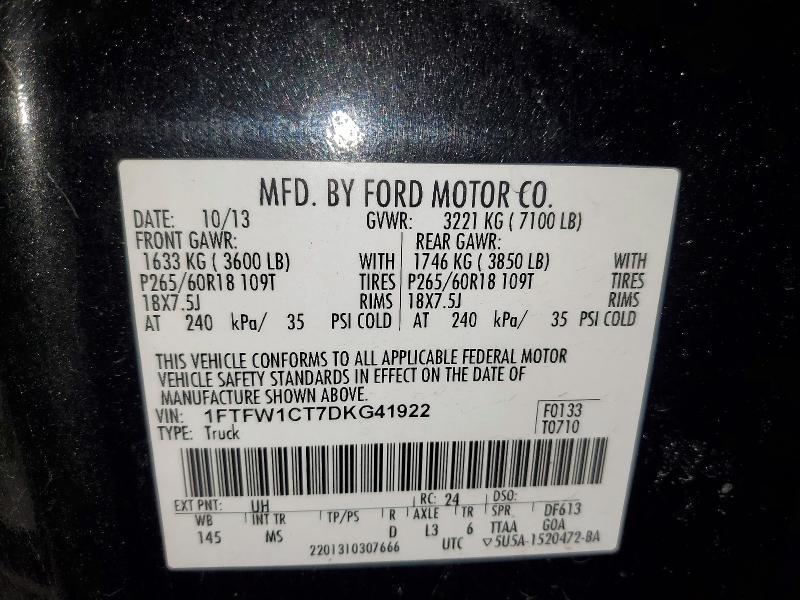 MFD. BY FORD MOTOR CO.
DATE: 10/13 GVWR: 3221 KG ( 7100 LB)
FRONT GAWR: REAR GAWR:
1633 KG ( 3600 LB) WITH 1746 KG ( 3850 LB) WITH
P265/60R18 109T TIRES P265/60R18 109T TIRES
18X7.5J RIMS 18X7.5J RIMS
AT 240 kPa/ 35 PSI COLD AT 240 kPa/ 35 PSI COLD
THIS VEHICLE CONFORMS TO ALL APPLICABLE FEDERAL MOTOR
VEHICLE SAFETY STANDARDS IN EFFECT ON THE DATE OF
MANUFACTURE SHOWN ABOVE.
VIN: 1FTFW1CT7DKG41922 F0133
TYPE: Truck T0710
EXT PNT: UH RC: 24 DSO:
WB INT TR TP/PS R AXLE TR SPR DF613
145 MS D L3 6 TTAA GOA
2201310307666 UTC ▽5U5A-1520472-BA